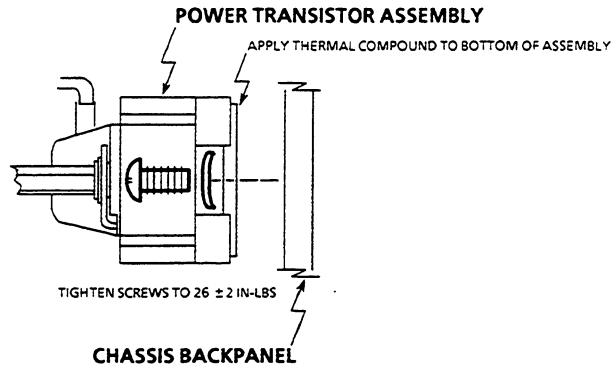 POWER TRANSISTOR ASSEMBLY
APPLY THERMAL COMPOUND TO BOTTOM OF ASSEMBLY
TIGHTEN SCREWS TO 26 ±2 IN-LBS
CHASSIS BACKPANEL